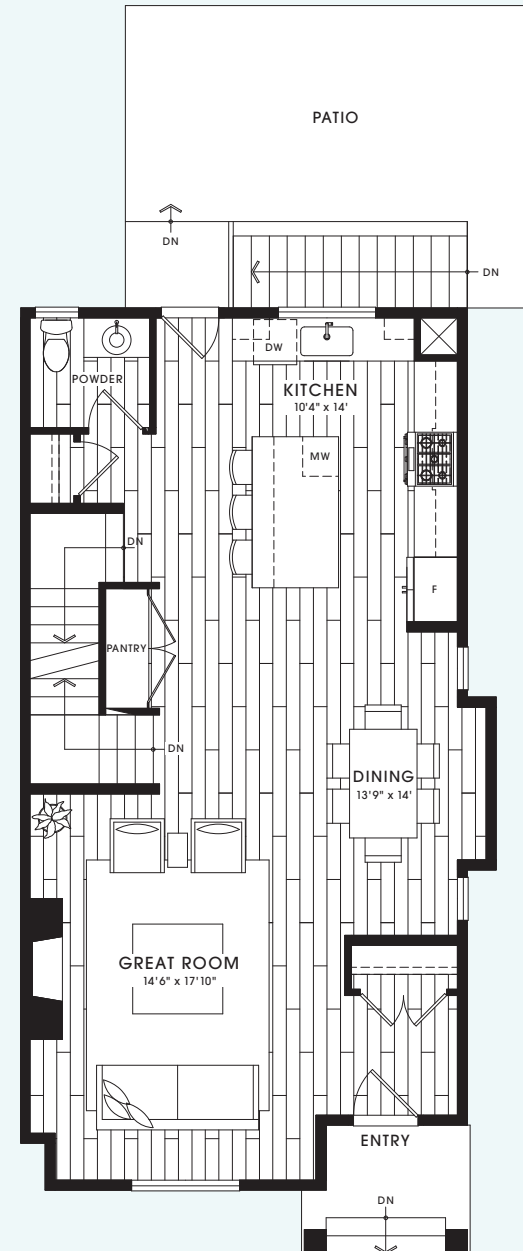 PATIO
DN
DN
DW
POWDER
KITCHEN
10'4" x 14'
MW
DN
F
PANTRY
DN
DINING
13'9" x 14'
GREAT ROOM
14'6" x 17'10"
ENTRY
DN